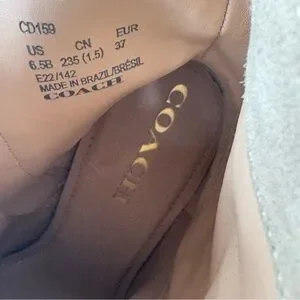 CD159
US CN EUR
6.5B 235 (1.5) 37
E22/142
MADE IN BRAZIL/BRÉSIL
COACH
COACH